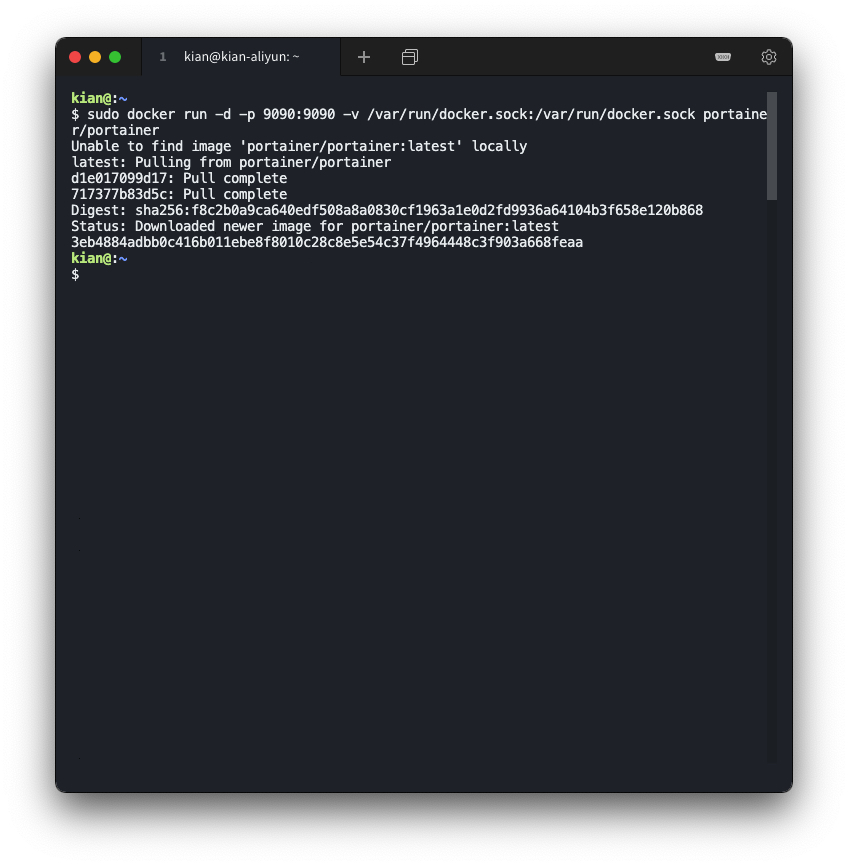 1 kian@kian-aliyun: ~
kian@:~
$ sudo docker run -d -p 9090:9090 -v /var/run/docker.sock:/var/run/docker.sock portaine
r/portainer
Unable to find image 'portainer/portainer:latest' locally
latest: Pulling from portainer/portainer
d1e017099d17: Pull complete
717377b83d5c: Pull complete
Digest: sha256:f8c2b0a9ca640edf508a8a0830cf1963a1e0d2fd9936a64104b3f658e120b868
Status: Downloaded newer image for portainer/portainer:latest
3eb4884adbb0c416b011ebe8f8010c28c8e5e54c37f4964448c3f903a668feaa
kian@:~
$